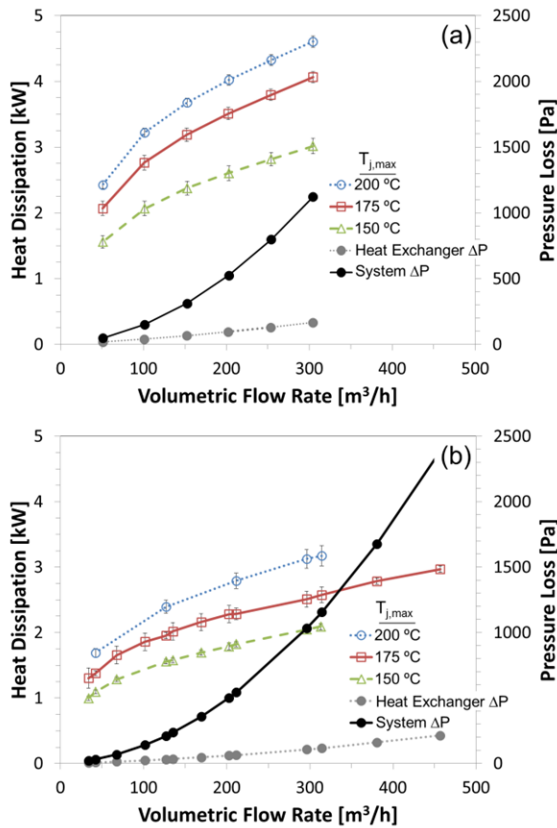 (a)
5
4
3
2
1
0
Heat Dissipation [kW]
2500
2000
1500
1000
500
0
Pressure Loss [Pa]
T j,max
200 ºC
175 ºC
150 ºC
Heat Exchanger ΔP
System ΔP
0 100 200 300 400 500
Volumetric Flow Rate [m³/h]
(b)
5
4
3
2
1
0
Heat Dissipation [kW]
2500
2000
1500
1000
500
0
Pressure Loss [Pa]
T j,max
200 ºC
175 ºC
150 ºC
Heat Exchanger ΔP
System ΔP
0 100 200 300 400 500
Volumetric Flow Rate [m³/h]